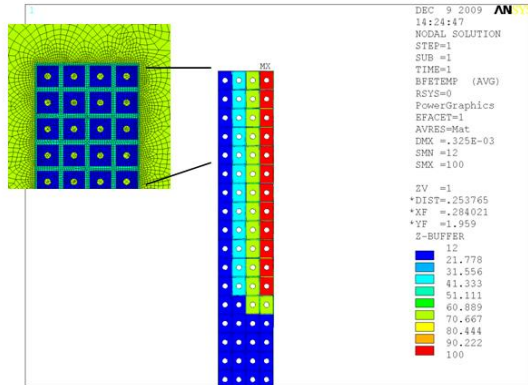 1
DEC 9 2009
AN
14:24:47
NODAL SOLUTION
STEP=1
SUB =1
TIME=1
BFETEMP (AVG)
RSYS=0
PowerGraphics
EFACET=1
AVRES=Mat
DMX =.325E-03
SMN =12
SMX =100
ZV =1
*DIST=.253765
*XF =.284021
*YF =1.959
Z-BUFFER
12
21.778
31.556
41.333
51.111
60.889
70.667
80.444
90.222
100
MX